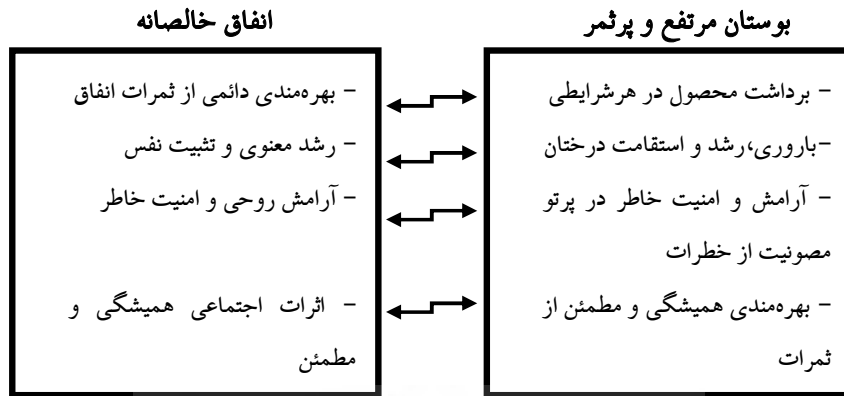 بوستان مرتفع و پرثمر
- برداشت محصول در هرشرایطی
-باروری،رشد و استقامت درختان
- آرامش و امنیت خاطر در پرتو
مصونیت از خطرات
- بهره‌مندی همیشگی و مطمئن از
ثمرات
انفاق خالصانه
- بهره‌مندی دائمی از ثمرات انفاق
- رشد معنوی و تثبیت نفس
- آرامش روحی و امنیت خاطر
- اثرات اجتماعی همیشگی و
مطمئن